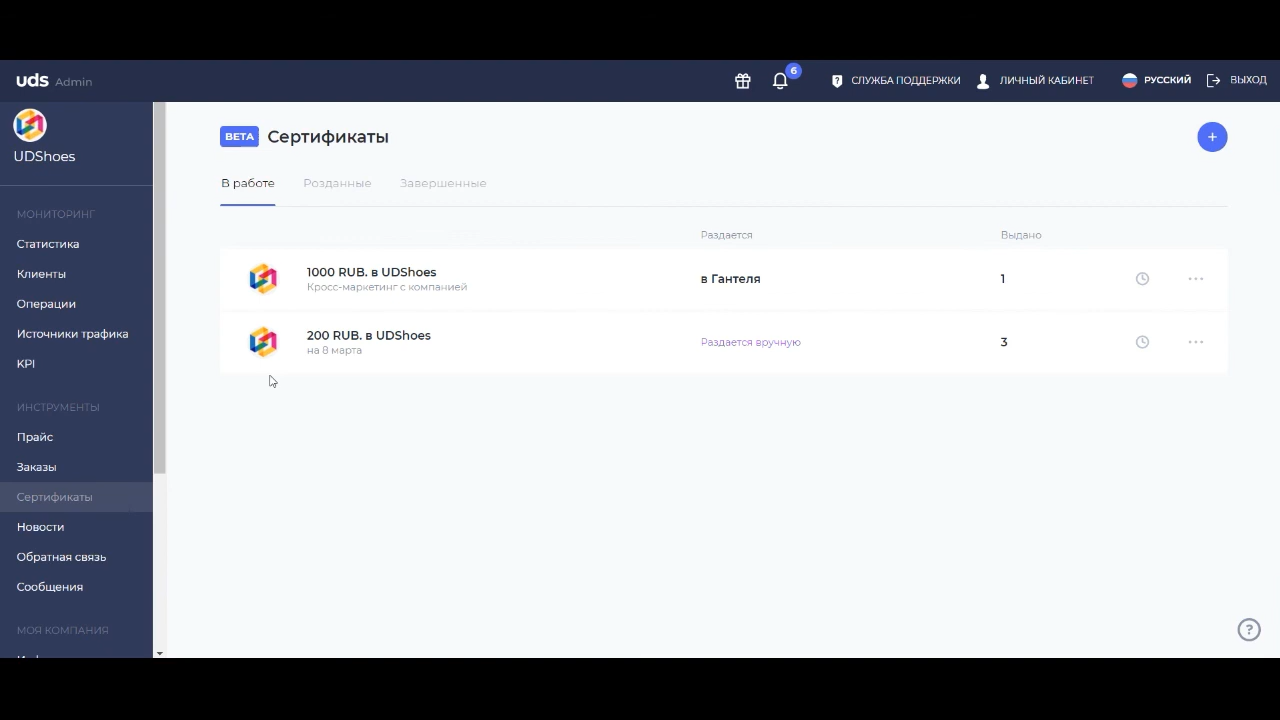 uds Admin
6
СЛУЖБА ПОДДЕРЖКИ
ЛИЧНЫЙ КАБИНЕТ
РУССКИЙ
ВЫХОД
UDShoes
МОНИТОРИНГ
Статистика
Клиенты
Операции
Источники трафика
KPI
ИНСТРУМЕНТЫ
Прайс
Заказы
Сертификаты
Новости
Обратная связь
Сообщения
МОЯ КОМПАНИЯ
BETA Сертификаты
+
В работе Розданные Завершенные
Раздается Выдано
1000 RUB. в UDShoes
Кросс-маркетинг с компанией
в Гантеля
1
200 RUB. в UDShoes
на 8 марта
Раздается вручную
3
?